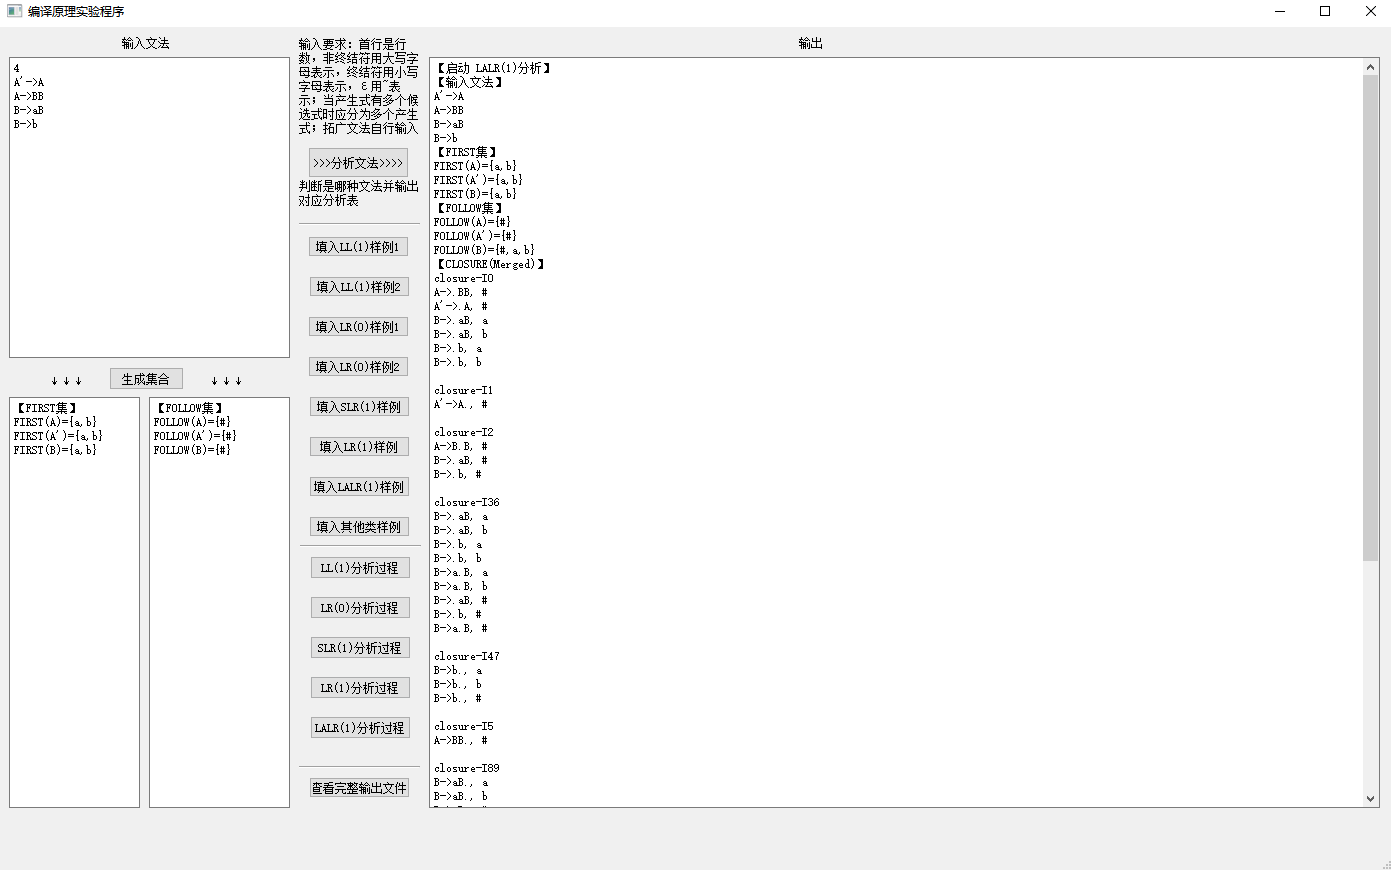 编译原理实验程序
输入文法
4
A'->A
A->BB
B->aB
B->b
↓ ↓ ↓
生成集合
↓ ↓ ↓
【FIRST集】
FIRST(A)={a,b}
FIRST(A')={a,b}
FIRST(B)={a,b}
【FOLLOW集】
FOLLOW(A)={#}
FOLLOW(A')={#}
FOLLOW(B)={#}
输入要求：首行是行
数，非终结符用大写字
母表示，终结符用小写
字母表示，ε用~表
示；当产生式有多个候
选式时应分为多个产生
式；拓广文法自行输入
>>>分析文法>>>>
判断是哪种文法并输出
对应分析表
填入LL(1)样例1
填入LL(1)样例2
填入LR(0)样例1
填入LR(0)样例2
填入SLR(1)样例
填入LR(1)样例
填入LALR(1)样例
填入其他类样例
LL(1)分析过程
LR(0)分析过程
SLR(1)分析过程
LR(1)分析过程
LALR(1)分析过程
查看完整输出文件
输出
【启动 LALR(1)分析】
【输入文法】
A'->A
A->BB
B->aB
B->b
【FIRST集】
FIRST(A)={a,b}
FIRST(A')={a,b}
FIRST(B)={a,b}
【FOLLOW集】
FOLLOW(A)={#}
FOLLOW(A')={#}
FOLLOW(B)={#,a,b}
【CLOSURE(Merged)】
closure-I0
A->.BB, #
A'->.A, #
B->.aB, a
B->.aB, b
B->.b, a
B->.b, b
closure-I1
A'->A., #
closure-I2
A->B.B, #
B->.aB, #
B->.b, #
closure-I36
B->.aB, a
B->.aB, b
B->.b, a
B->.b, b
B->a.B, a
B->a.B, b
B->.aB, #
B->.b, #
B->a.B, #
closure-I47
B->b., a
B->b., b
B->b., #
closure-I5
A->BB., #
closure-I89
B->aB., a
B->aB., b